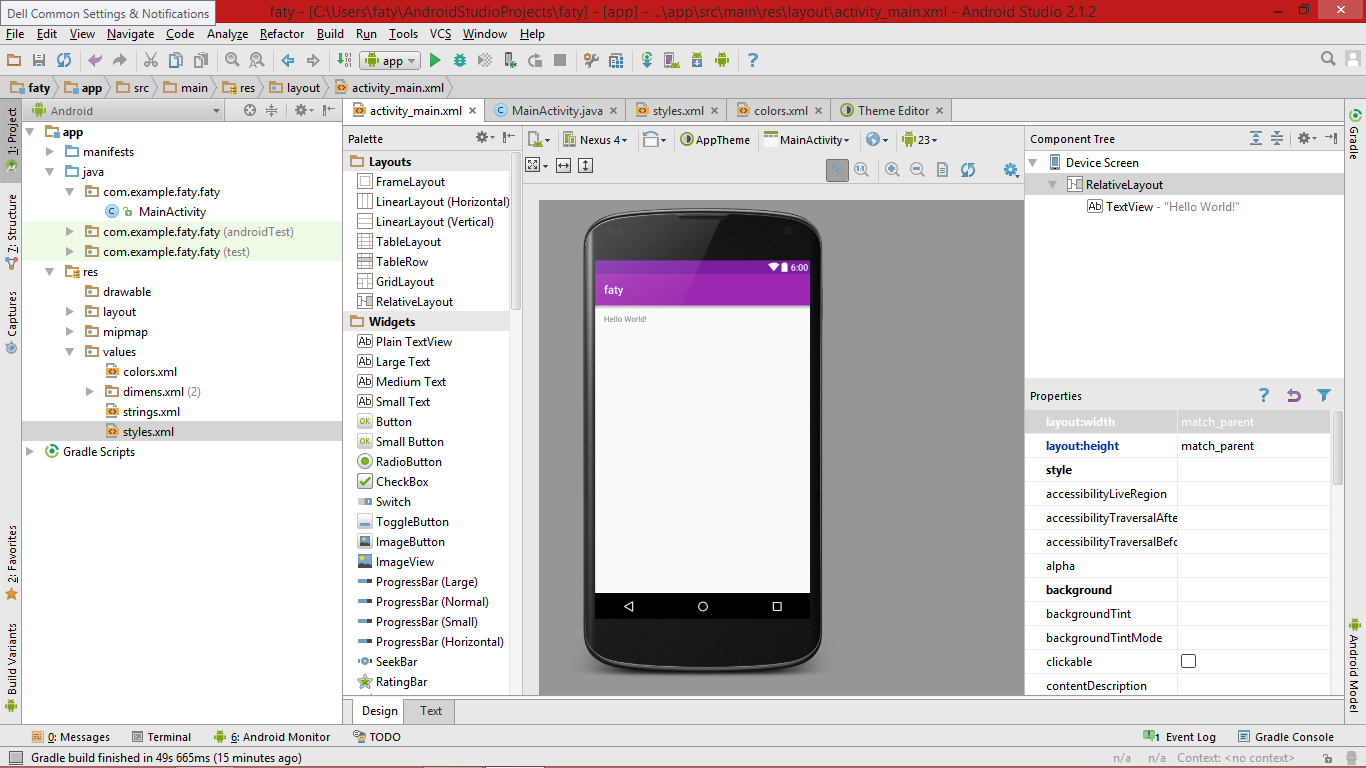 Dell Common Settings & Notifications
faty - [C:\Users\faty\AndroidStudioProjects\faty] - [app] - ...\app\src\main\res\layout\activity_main.xml - Android Studio 2.1.2
File Edit View Navigate Code Analyze Refactor Build Run Tools VCS Window Help
app
faty app src main res layout activity_main.xml
1: Project
7: Structure
Captures
2: Favorites
Build Variants
Android
app
manifests
java
com.example.faty.faty
MainActivity
com.example.faty.faty (androidTest)
com.example.faty.faty (test)
res
drawable
layout
mipmap
values
colors.xml
dimens.xml (2)
strings.xml
styles.xml
Gradle Scripts
activity_main.xml MainActivity.java styles.xml colors.xml Theme Editor
Palette
Layouts
FrameLayout
LinearLayout (Horizontal)
LinearLayout (Vertical)
TableLayout
TableRow
GridLayout
RelativeLayout
Widgets
Plain TextView
Large Text
Medium Text
Small Text
Button
Small Button
RadioButton
CheckBox
Switch
ToggleButton
ImageButton
ImageView
ProgressBar (Large)
ProgressBar (Normal)
ProgressBar (Small)
ProgressBar (Horizontal)
SeekBar
RatingBar
Nexus 4 AppTheme MainActivity 23
6:00
faty
Hello World!
Design Text
Component Tree
Device Screen
RelativeLayout
Ab TextView - "Hello World!"
Properties
layout:width match_parent
layout:height match_parent
style
accessibilityLiveRegion
accessibilityTraversalAfte
accessibilityTraversalBefo
alpha
background
backgroundTint
backgroundTintMode
clickable
contentDescription
Gradle
Android Model
0: Messages Terminal 6: Android Monitor TODO 1 Event Log Gradle Console
Gradle build finished in 49s 665ms (15 minutes ago) n/a n/a Context: <no context>